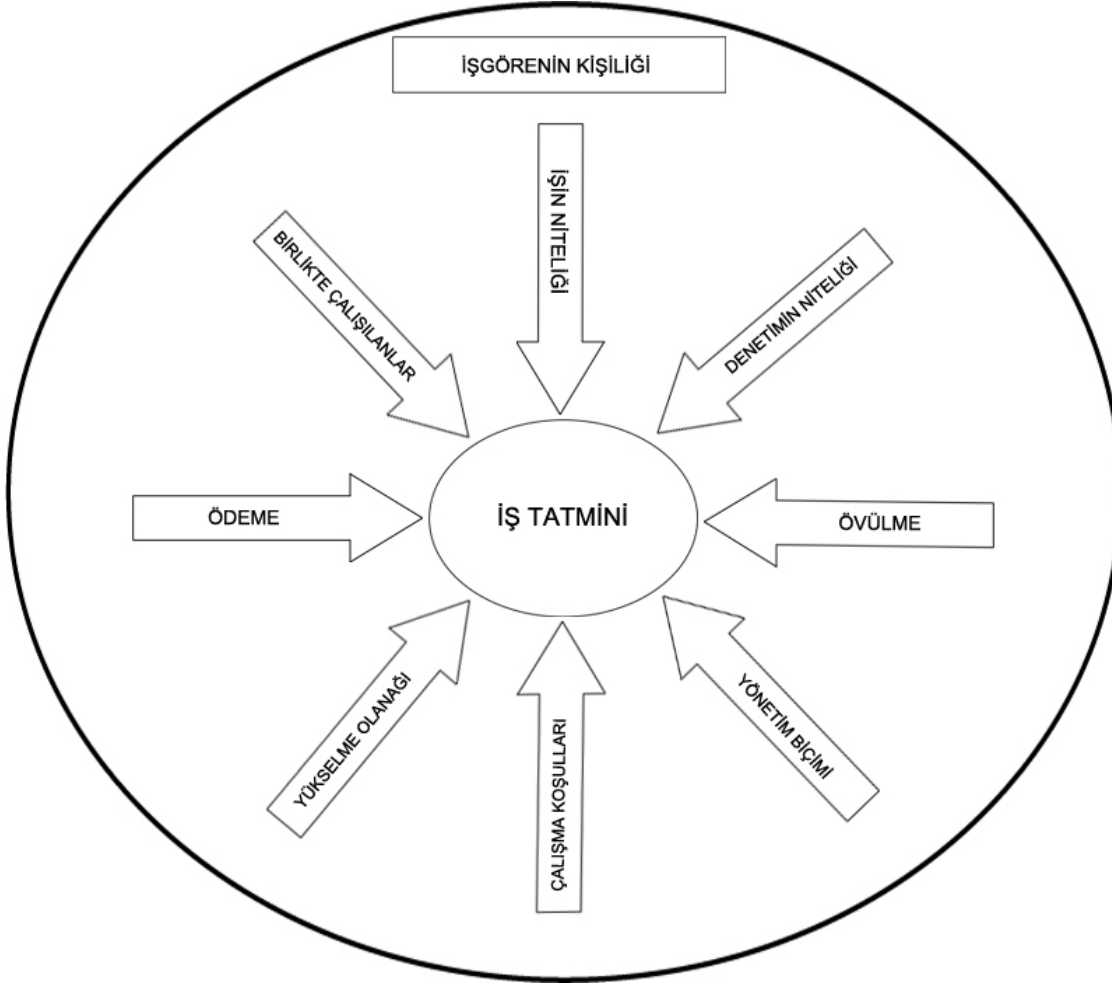 İŞGÖRENİN KİŞİLİĞİ
İŞİN NİTELİĞİ
BİRLİKTE ÇALIŞILANLAR
DENETİMİN NİTELİĞİ
ÖDEME
İŞ TATMİNİ
ÖVÜLME
YÜKSELME OLANAĞI
ÇALIŞMA KOŞULLARI
YÖNETİM BİÇİMİ